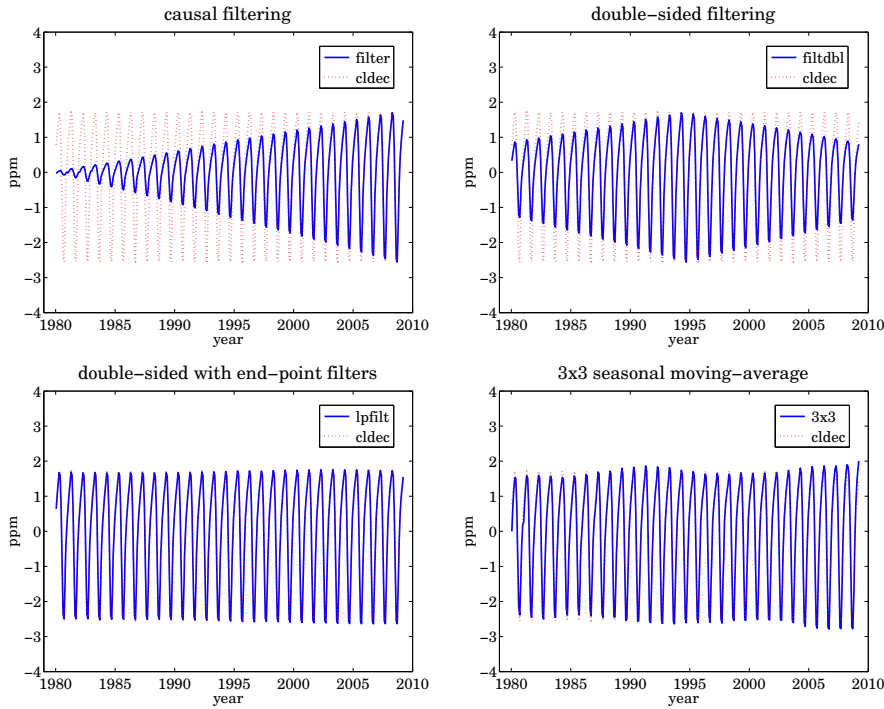 causal filtering
4
3
2
1
0
−1
−2
−3
−4
ppm
filter
cldec
1980 1985 1990 1995 2000 2005 2010
year
double−sided filtering
4
3
2
1
0
−1
−2
−3
−4
ppm
filtdbl
cldec
1980 1985 1990 1995 2000 2005 2010
year
double−sided with end−point filters
4
3
2
1
0
−1
−2
−3
−4
ppm
lpfilt
cldec
1980 1985 1990 1995 2000 2005 2010
year
3x3 seasonal moving−average
4
3
2
1
0
−1
−2
−3
−4
ppm
3x3
cldec
1980 1985 1990 1995 2000 2005 2010
year